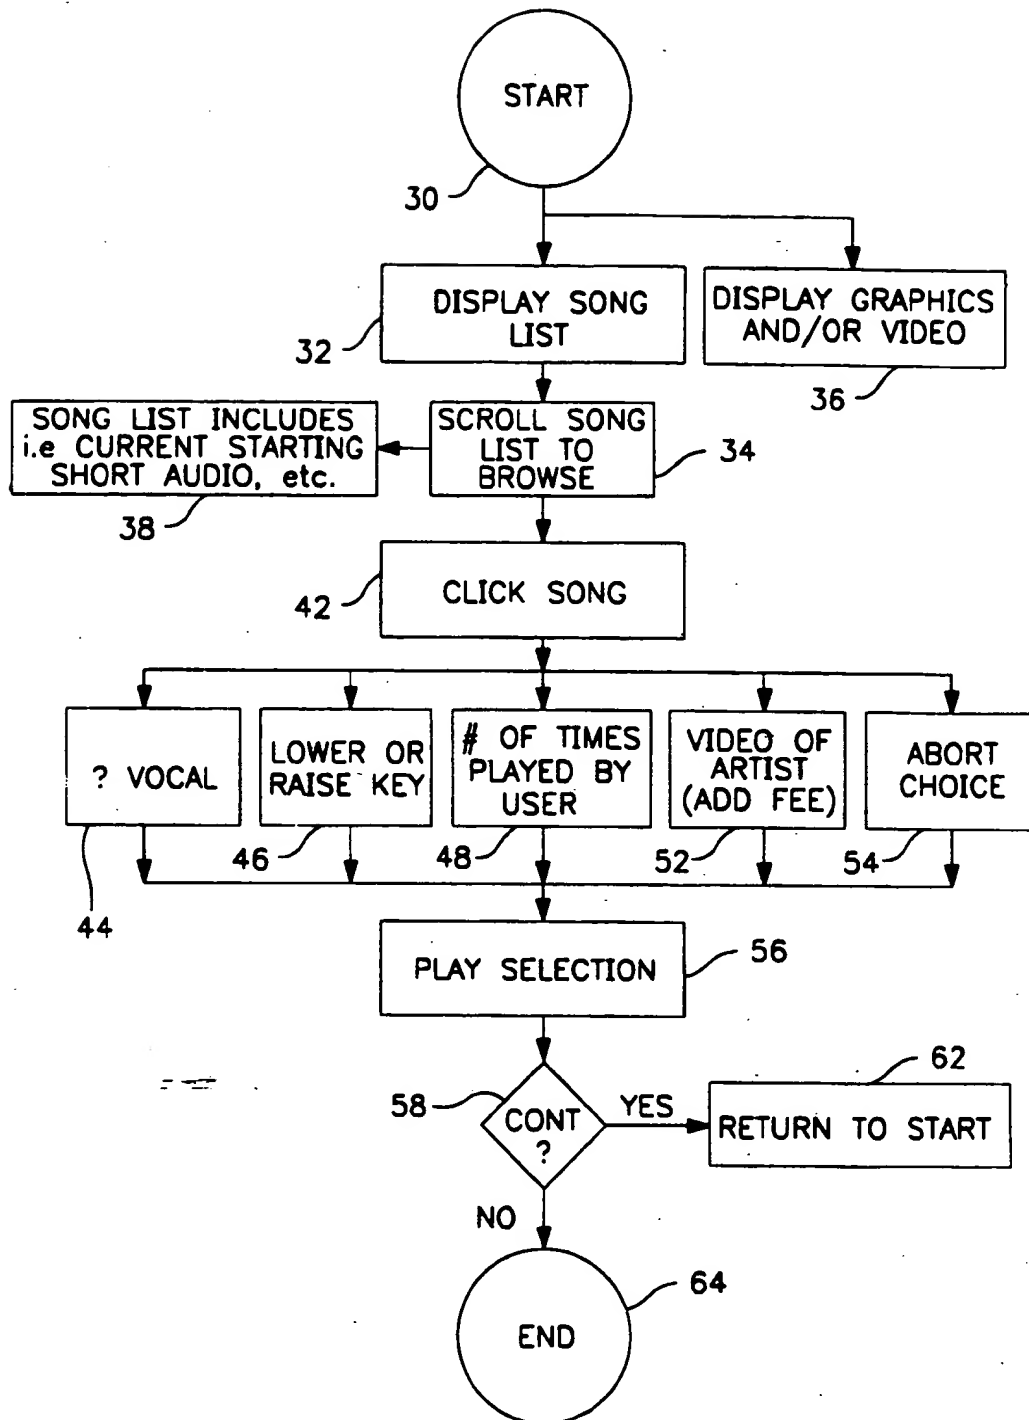 START
30
DISPLAY SONG
LIST
32
DISPLAY GRAPHICS
AND/OR VIDEO
36
SONG LIST INCLUDES
i.e CURRENT STARTING
SHORT AUDIO, etc.
38
SCROLL SONG
LIST TO
BROWSE
34
CLICK SONG
42
? VOCAL
44
LOWER OR
RAISE KEY
46
# OF TIMES
PLAYED BY
USER
48
VIDEO OF
ARTIST
(ADD FEE)
52
ABORT
CHOICE
54
PLAY SELECTION
56
CONT
?
58
YES
RETURN TO START
62
NO
END
64